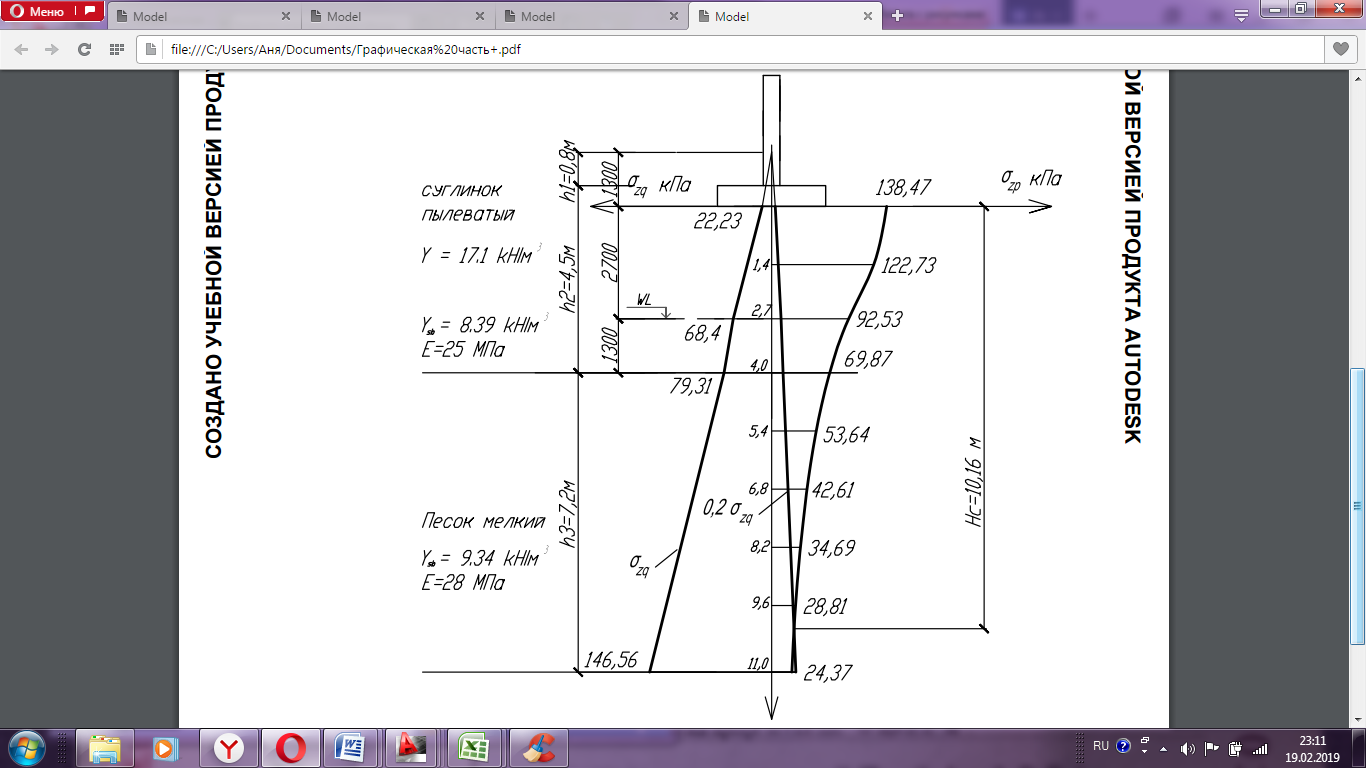 Меню
Model
Model
Model
Model
file:///C:/Users/Аня/Documents/Графическая%20часть+.pdf
СОЗДАНО УЧЕБНОЙ ВЕРСИЕЙ ПРОД
ОЙ ВЕРСИЕЙ ПРОДУКТА AUTODESK
h1=0,8м
1300
σzq кПа
138,47
σzp кПа
суглинок
пылеватый
22,23
Y = 17.1 кН/м³
h2=4,5м
2700
1,4
122,73
WL
2,7
92,53
Ysb = 8.39 кН/м³
68,4
E=25 МПа
1300
4,0
69,87
79,31
5,4
53,64
Hc=10,16 м
6,8
42,61
h3=7,2м
0,2 σzq
Песок мелкий
8,2
34,69
Ysb = 9.34 кН/м³
σzq
E=28 МПа
9,6
28,81
146,56
11,0
24,37
RU
23:11
19.02.2019